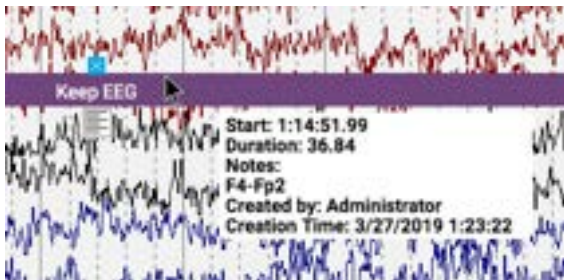 Keep EEG
Start: 1:14:51.99
Duration: 36.84
Notes:
F4-Fp2
Created by: Administrator
Creation Time: 3/27/2019 1:23:22